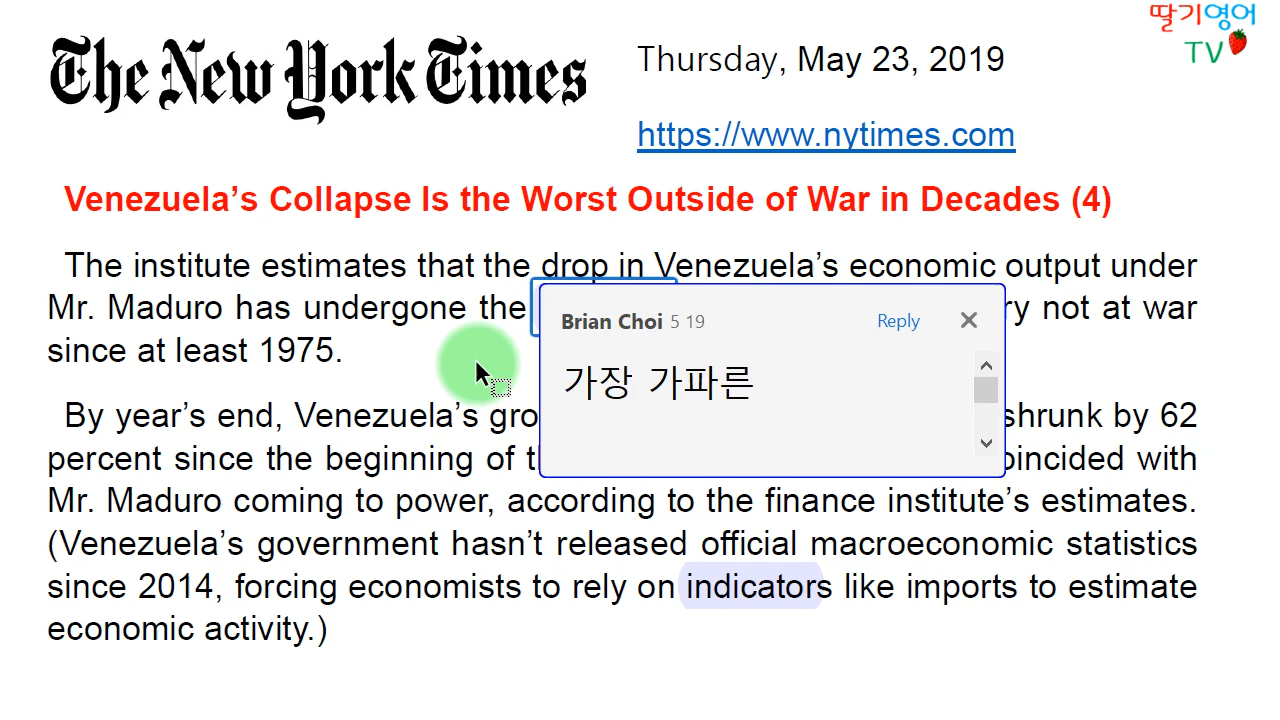 딸기영어
TV
The New York Times
Thursday, May 23, 2019
https://www.nytimes.com
Venezuela's Collapse Is the Worst Outside of War in Decades (4)
The institute estimates that the drop in Venezuela's economic output under
Mr. Maduro has undergone the ry not at war
since at least 1975.
Brian Choi 5 19 Reply
가장 가파른
By year's end, Venezuela's gro shrunk by 62
percent since the beginning of t oincided with
Mr. Maduro coming to power, according to the finance institute's estimates.
(Venezuela's government hasn't released official macroeconomic statistics
since 2014, forcing economists to rely on indicators like imports to estimate
economic activity.)